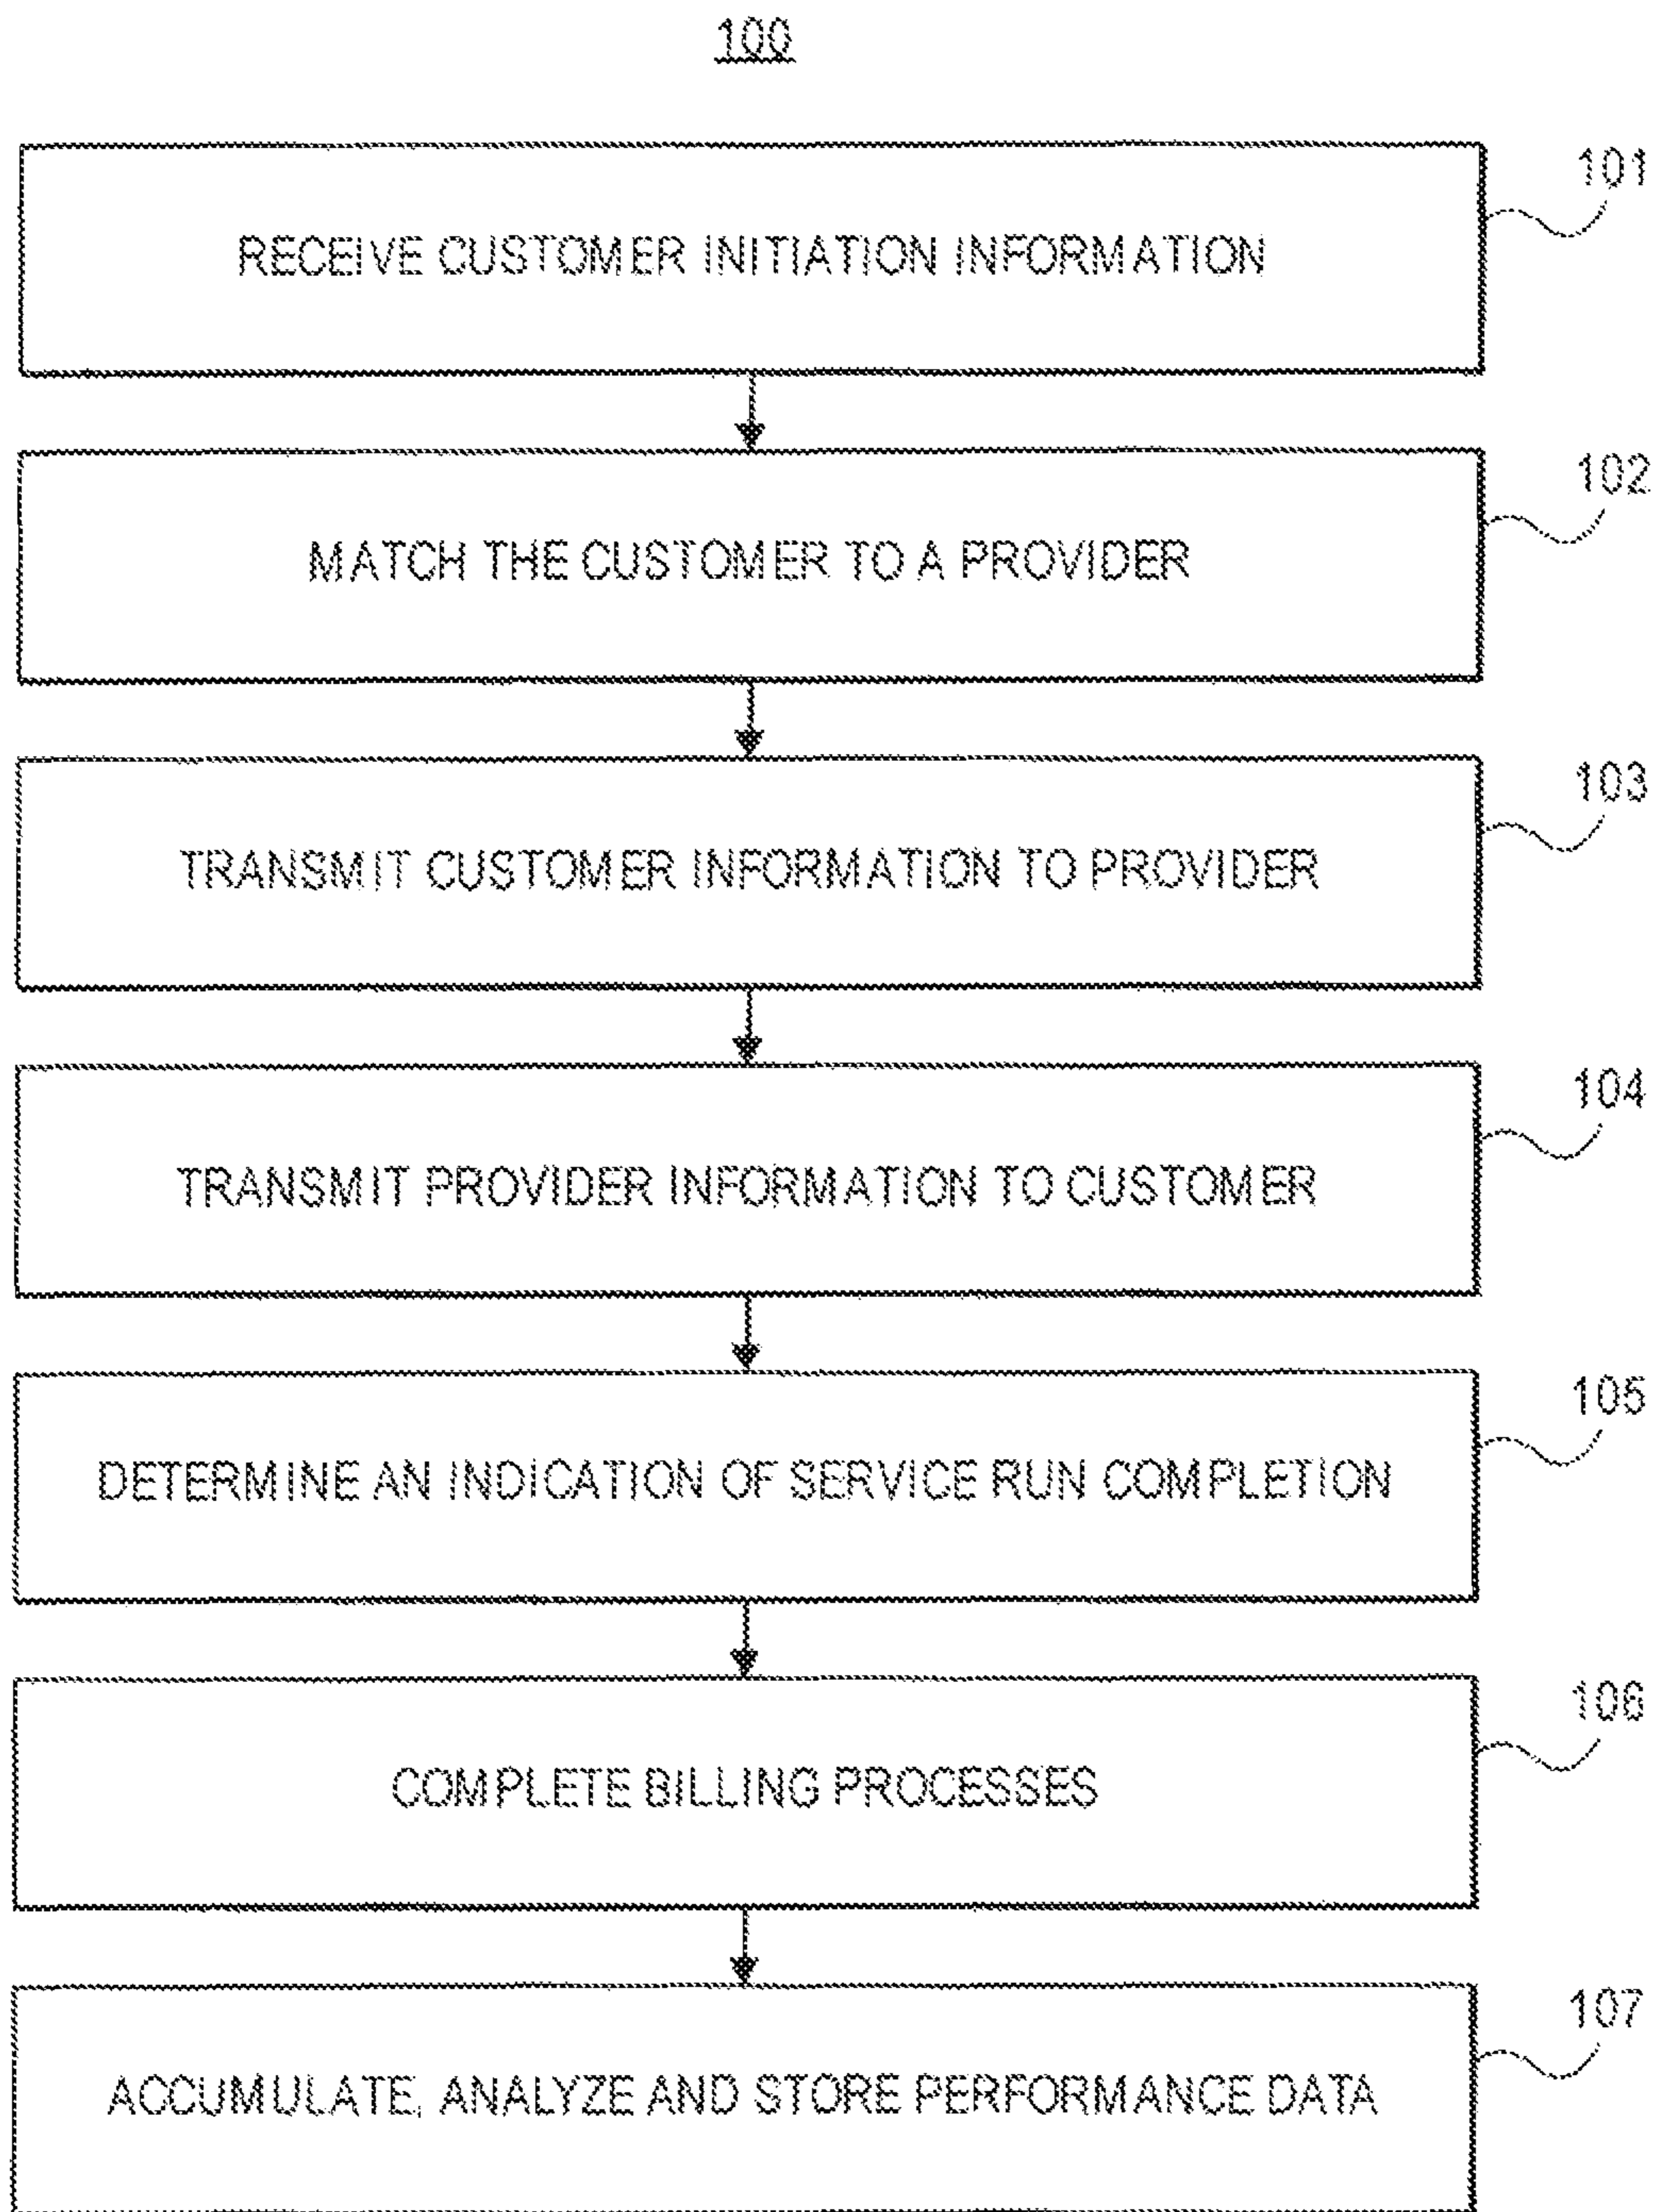 100
101
RECEIVE CUSTOMER INITIATION INFORMATION
102
MATCH THE CUSTOMER TO A PROVIDER
103
TRANSMIT CUSTOMER INFORMATION TO PROVIDER
104
TRANSMIT PROVIDER INFORMATION TO CUSTOMER
105
DETERMINE AN INDICATION OF SERVICE RUN COMPLETION
106
COMPLETE BILLING PROCESSES
107
ACCUMULATE, ANALYZE AND STORE PERFORMANCE DATA